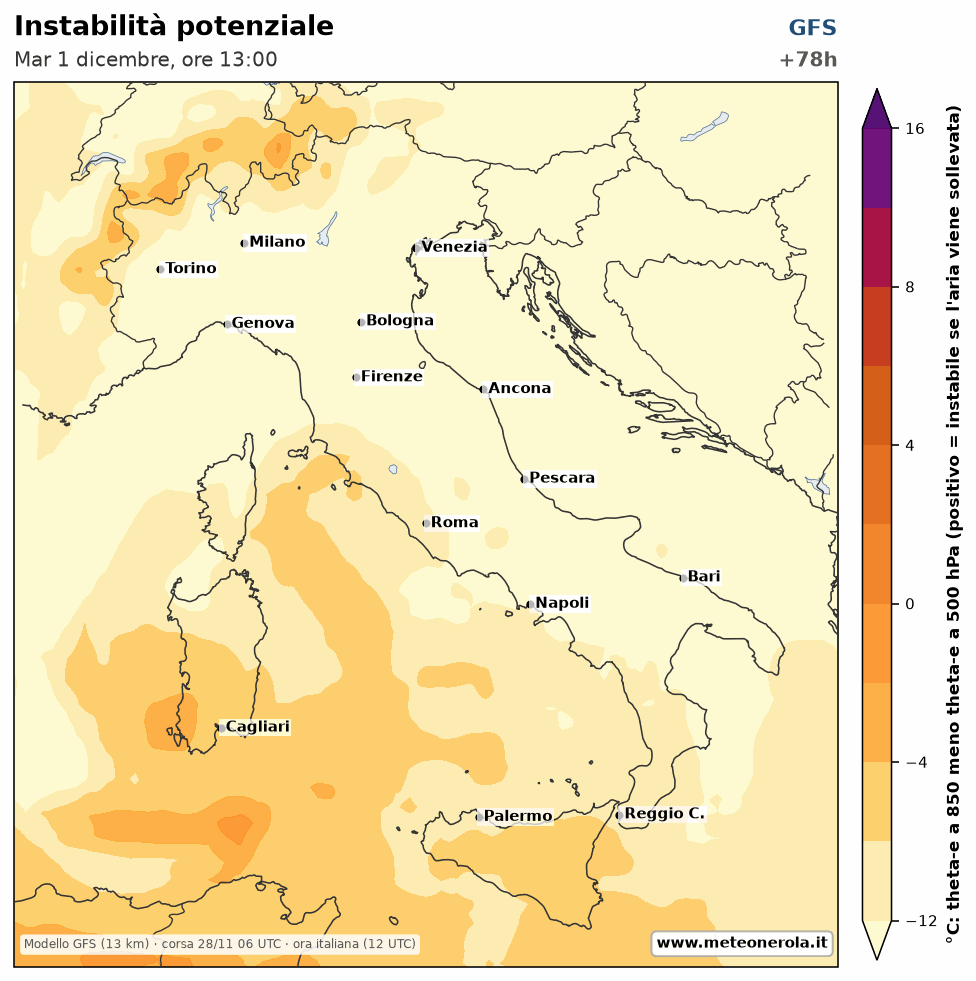 Instabilità potenziale
GFS
Mar 1 dicembre, ore 13:00
+78h
Milano
Venezia
Torino
Genova
Bologna
Firenze
Ancona
Pescara
Roma
Bari
Napoli
Cagliari
Palermo
Reggio C.
16
8
4
0
−4
−12
°C: theta-e a 850 meno theta-e a 500 hPa (positivo = instabile se l'aria viene sollevata)
Modello GFS (13 km) · corsa 28/11 06 UTC · ora italiana (12 UTC)
www.meteonerola.it